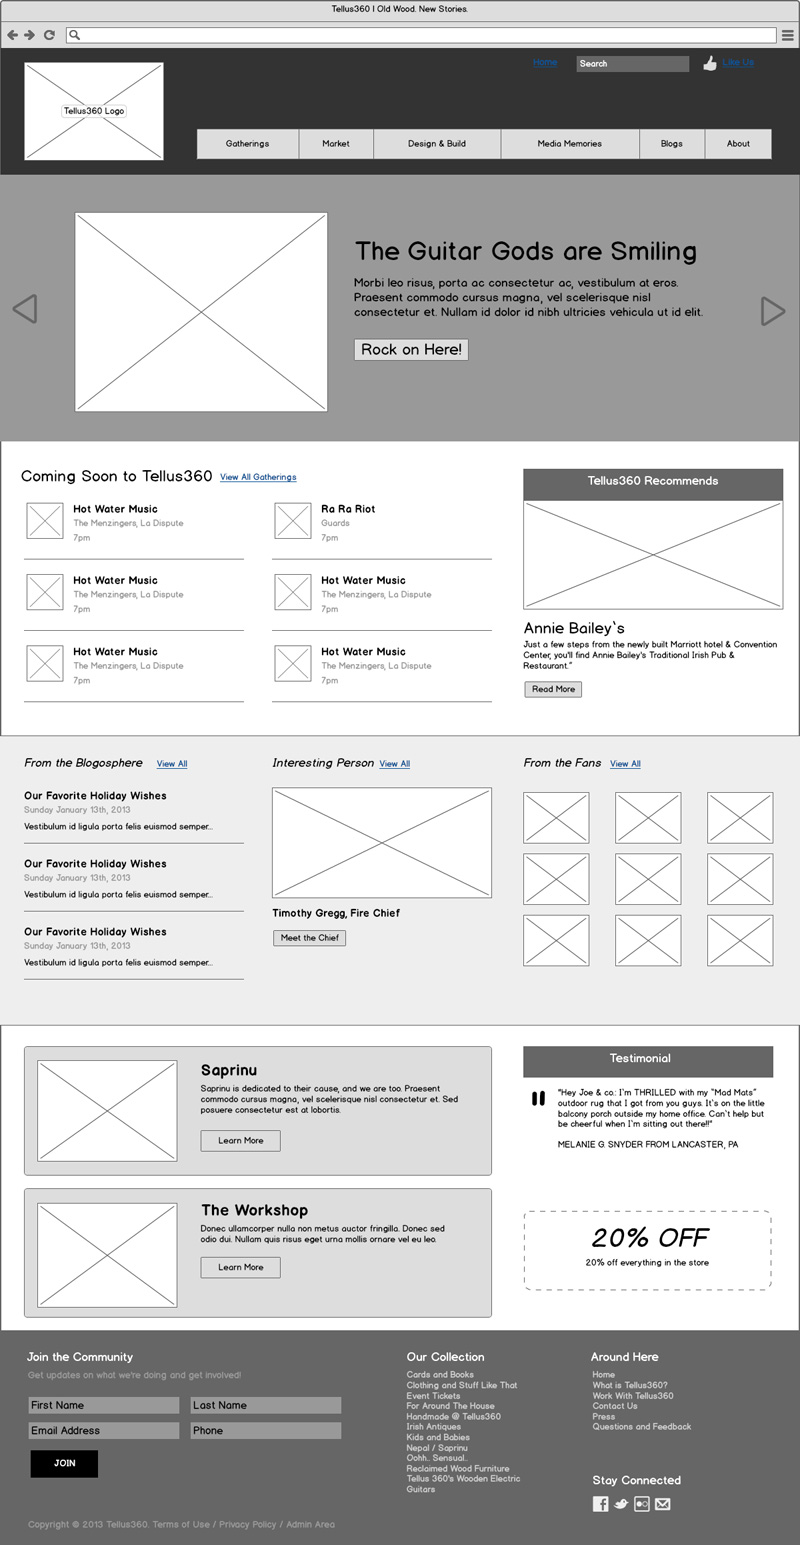 Tellus360 | Old Wood. New Stories.
Home
Search
Like Us
Tellus360 Logo
Gatherings
Market
Design & Build
Media Memories
Blogs
About
The Guitar Gods are Smiling
Morbi leo risus, porta ac consectetur ac, vestibulum at eros.
Praesent commodo cursus magna, vel scelerisque nisl
consectetur et. Nullam id dolor id nibh ultricies vehicula ut id elit.
Rock on Here!
Coming Soon to Tellus360 View All Gatherings
Hot Water Music
The Menzingers, La Dispute
7pm
Ra Ra Riot
Guards
7pm
Hot Water Music
The Menzingers, La Dispute
7pm
Hot Water Music
The Menzingers, La Dispute
7pm
Hot Water Music
The Menzingers, La Dispute
7pm
Hot Water Music
The Menzingers, La Dispute
7pm
Tellus360 Recommends
Annie Bailey`s
Just a few steps from the newly built Marriott hotel & Convention
Center, you'll find Annie Bailey's Traditional Irish Pub &
Restaurant."
Read More
From the Blogosphere View All
Our Favorite Holiday Wishes
Sunday January 13th, 2013
Vestibulum id ligula porta felis euismod semper...
Our Favorite Holiday Wishes
Sunday January 13th, 2013
Vestibulum id ligula porta felis euismod semper...
Our Favorite Holiday Wishes
Sunday January 13th, 2013
Vestibulum id ligula porta felis euismod semper...
Interesting Person View All
Timothy Gregg, Fire Chief
Meet the Chief
From the Fans View All
Saprinu
Saprinu is dedicated to their cause, and we are too. Praesent
commodo cursus magna, vel scelerisque nisl consectetur et. Sed
posuere consectetur est at lobortis.
Learn More
The Workshop
Donec ullamcorper nulla non metus auctor fringilla. Donec sed
odio dui. Nullam quis risus eget urna mollis ornare vel eu leo.
Learn More
Testimonial
"Hey Joe & co.: I`m THRILLED with my "Mad Mats"
outdoor rug that I got from you guys. It`s on the little
balcony porch outside my home office. Can`t help but
be cheerful when I`m sitting out there!!"
MELANIE G. SNYDER FROM LANCASTER, PA
20% OFF
20% off everything in the store
Join the Community
Get updates on what we're doing and get involved!
First Name
Last Name
Email Address
Phone
JOIN
Our Collection
Cards and Books
Clothing and Stuff Like That
Event Tickets
For Around The House
Handmade @ Tellus360
Irish Antiques
Kids and Babies
Nepal / Saprinu
Oohh.. Sensual..
Reclaimed Wood Furniture
Tellus 360's Wooden Electric
Guitars
Around Here
Home
What is Tellus360?
Work With Tellus360
Contact Us
Press
Questions and Feedback
Stay Connected
Copyright © 2013 Tellus360. Terms of Use / Privacy Policy / Admin Area